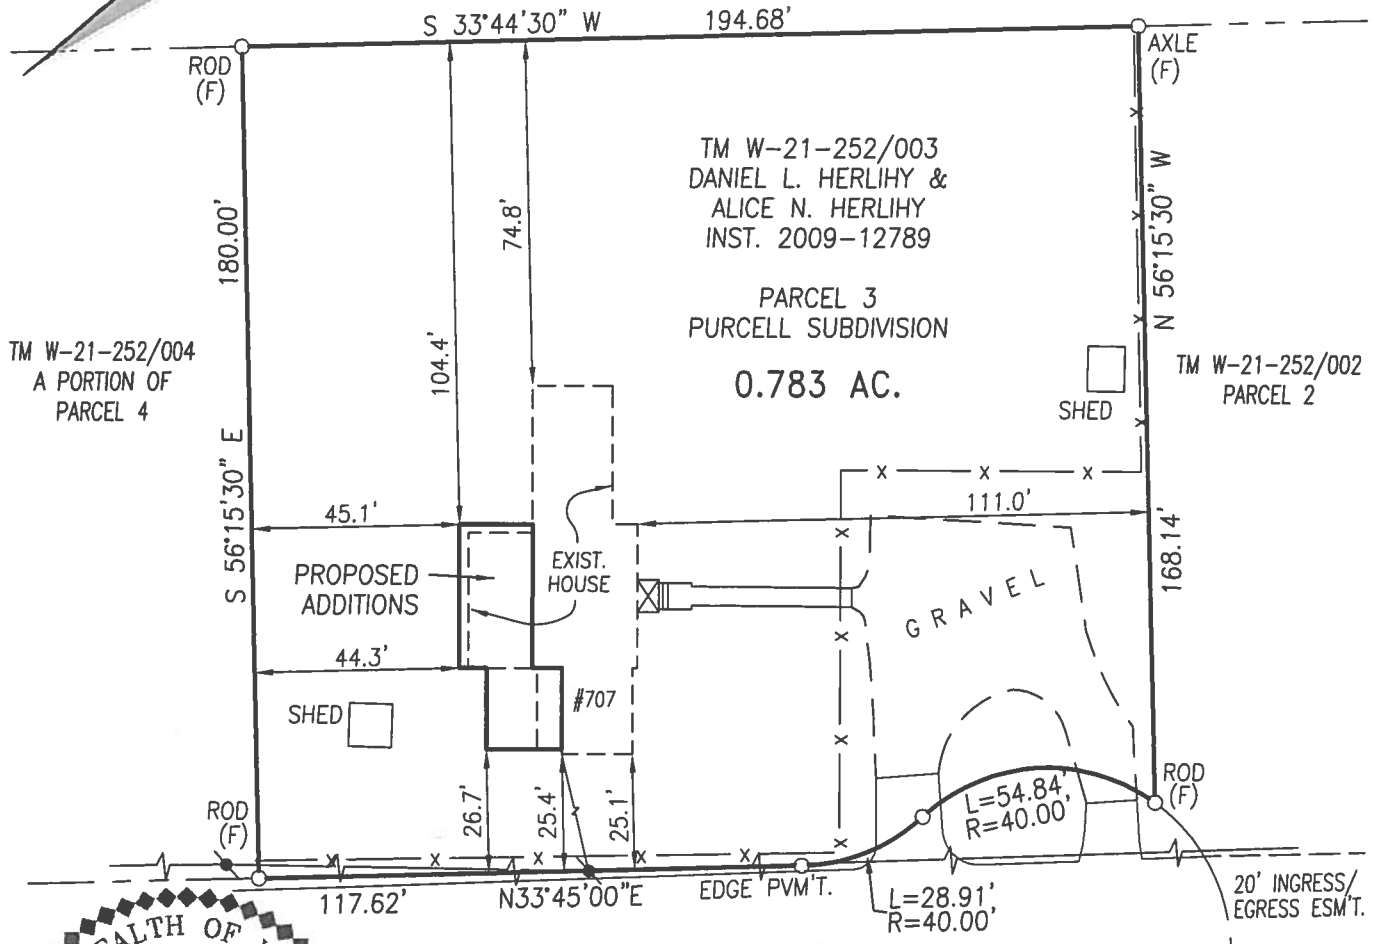 S 33°44'30" W
194.68'
ROD
(F)
AXLE
(F)
TM W-21-252/003
DANIEL L. HERLIHY &
ALICE N. HERLIHY
INST. 2009-12789
PARCEL 3
PURCELL SUBDIVISION
0.783 AC.
180.00'
S 56°15'30" E
104.4'
74.8'
N 56°15'30" W
168.14'
TM W-21-252/004
A PORTION OF
PARCEL 4
TM W-21-252/002
PARCEL 2
SHED
X X X
X
X
X
X
111.0'
45.1'
EXIST.
HOUSE
PROPOSED
ADDITIONS
GRAVEL
X
X
X
X
44.3'
#707
SHED
26.7'
25.4'
25.1'
ROD
(F)
L=54.84',
R=40.00'
ROD
(F)
X X X X X
117.62'
N33°45'00"E
EDGE PVM'T.
L=28.91'
R=40.00'
20' INGRESS/
EGRESS ESM'T.
ALTH OF